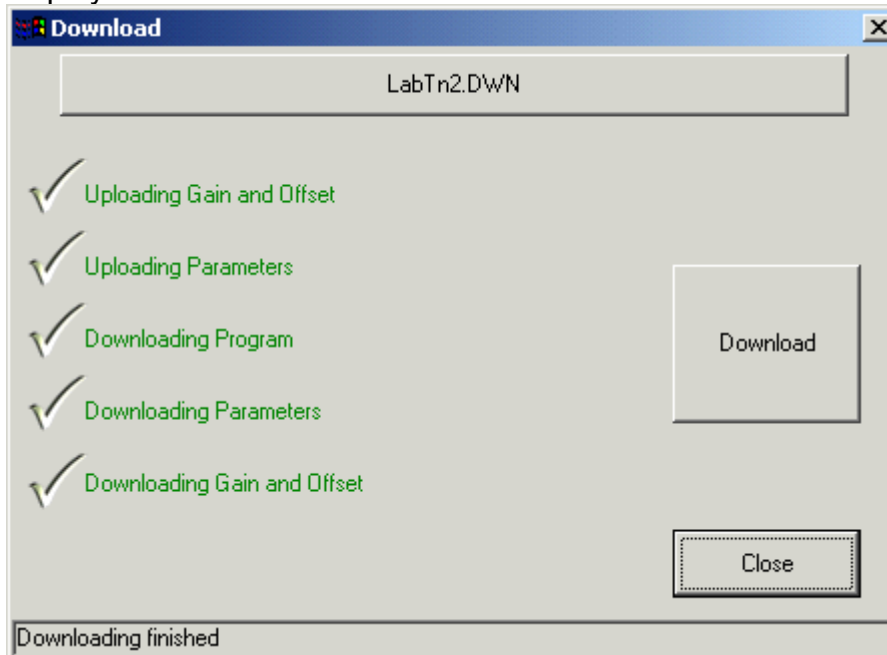 Download
LabTn2.DWN
Uploading Gain and Offset
Uploading Parameters
Downloading Program
Download
Downloading Parameters
Downloading Gain and Offset
Close
Downloading finished